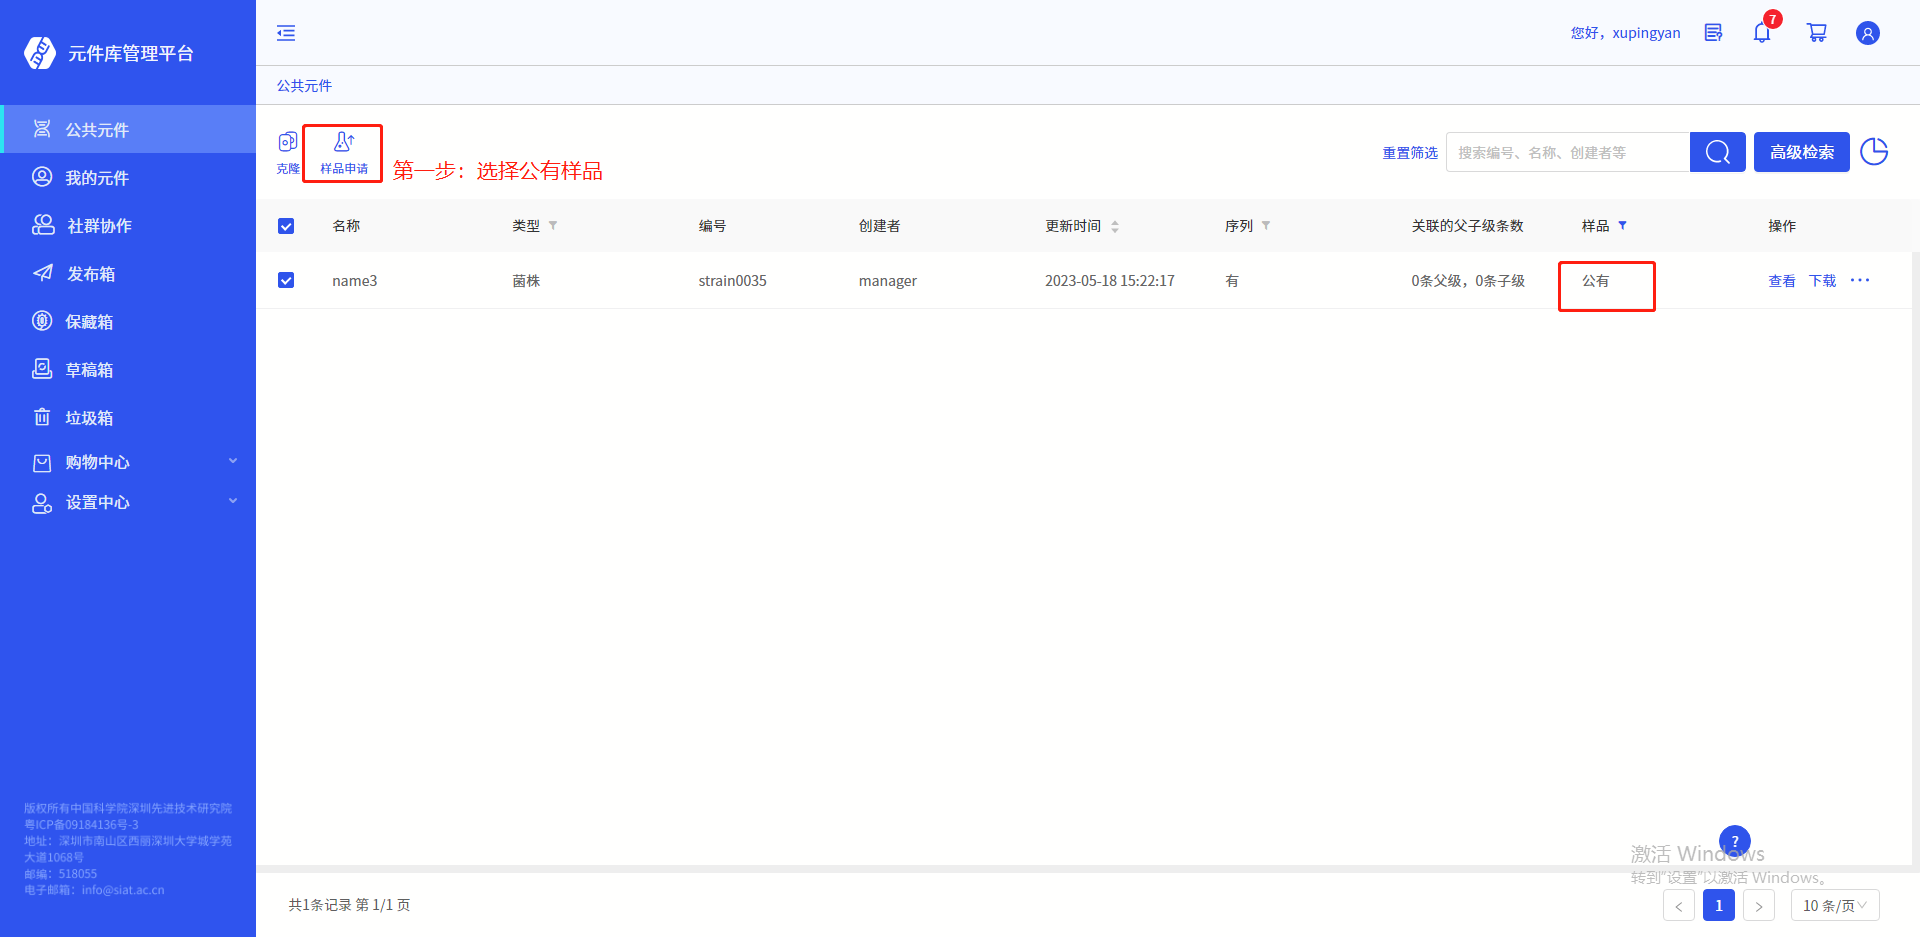 元件库管理平台
您好，xupingyan
7
公共元件
公共元件
我的元件
社群协作
发布箱
保藏箱
草稿箱
垃圾箱
购物中心
设置中心
克隆
样品申请
第一步：选择公有样品
重置筛选
搜索编号、名称、创建者等
高级检索
名称 类型 编号 创建者 更新时间 序列 关联的父子级条数 样品 操作
name3 菌株 strain0035 manager 2023-05-18 15:22:17 有 0条父级，0条子级 公有 查看 下载 ···
版权所有中国科学院深圳先进技术研究院
粤ICP备09184136号-3
地址：深圳市南山区西丽深圳大学城学苑
大道1068号
邮编：518055
电子邮箱：info@siat.ac.cn
?
激活 Windows
转到"设置"以激活 Windows。
共1条记录 第 1/1 页
< 1 > 10 条/页